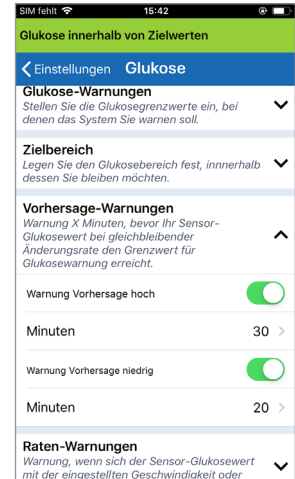 SIM fehlt 15:42
Glukose innerhalb von Zielwerten
Einstellungen Glukose
Glukose-Warnungen
Stellen Sie die Glukosegrenzwerte ein, bei
denen das System Sie warnen soll.
Zielbereich
Legen Sie den Glukosebereich fest, innnerhalb
dessen Sie bleiben möchten.
Vorhersage-Warnungen
Warnung X Minuten, bevor Ihr Sensor-
Glukosewert bei gleichbleibender
Änderungsrate den Grenzwert für
Glukosewarnung erreicht.
Warnung Vorhersage hoch
Minuten 30
Warnung Vorhersage niedrig
Minuten 20
Raten-Warnungen
Warnung, wenn sich der Sensor-Glukosewert
mit der eingestellten Geschwindigkeit oder